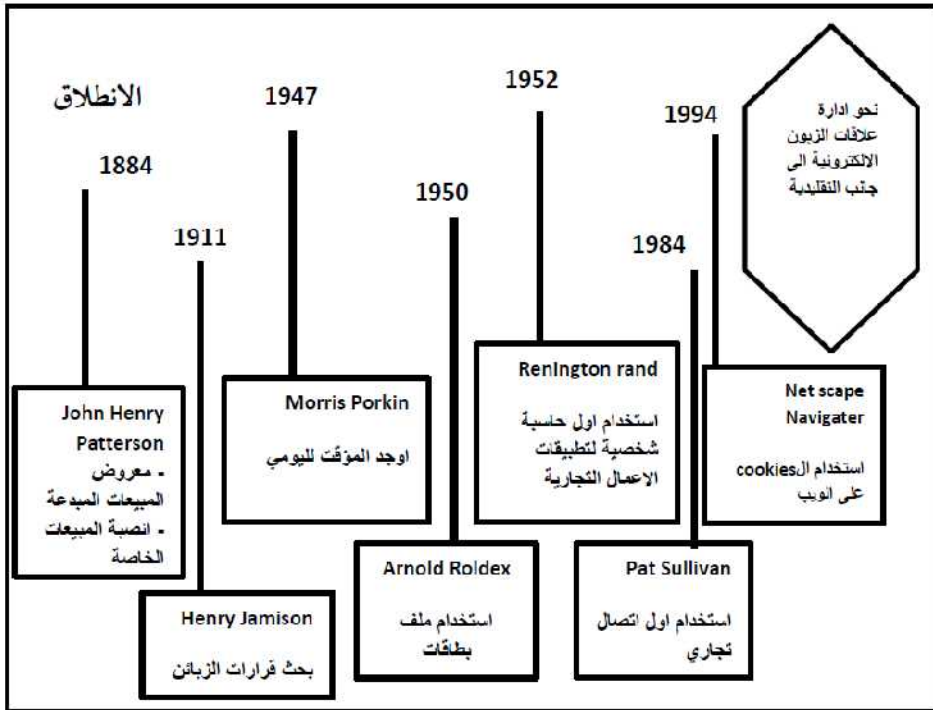 الانطلاق
1884
John Henry
Patterson
- معروض
المبيعات المبدعة
- انصبة المبيعات
الخاصة
1911
Henry Jamison
بحث قرارات الزبائن
1947
Morris Porkin
اوجد المؤقت لليومي
1950
Arnold Roldex
استخدام ملف
بطاقات
1952
Renington rand
استخدام اول حاسبة
شخصية لتطبيقات
الاعمال التجارية
1984
Pat Sullivan
استخدام اول اتصال
تجاري
1994
Net scape
Navigater
استخدام الcookies
على الويب
نحو ادارة
علاقات الزبون
الالكترونية الى
جانب التقليدية